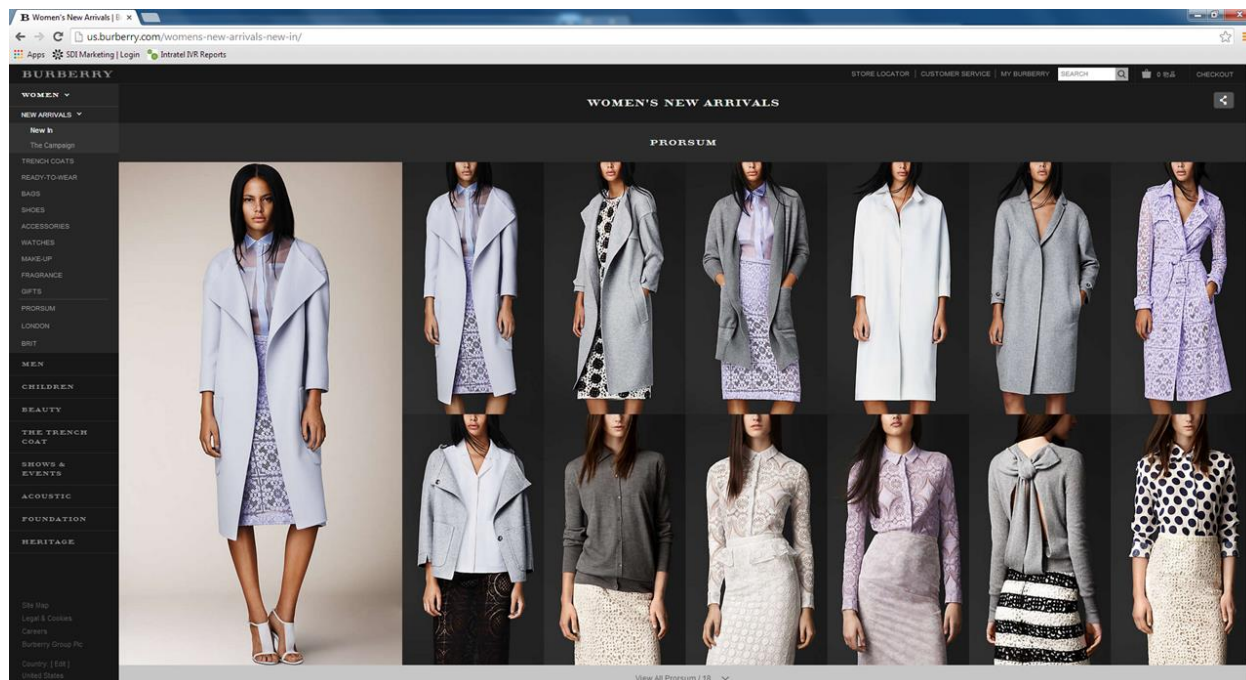 B Women's New Arrivals | B
us.burberry.com/womens-new-arrivals-new-in/
Apps
SDI Marketing | Login
Intratel IVR Reports
BURBERRY
STORE LOCATOR | CUSTOMER SERVICE | MY BURBERRY
SEARCH
0
CHECKOUT
WOMEN
NEW ARRIVALS
New In
The Campaign
TRENCH COATS
READY-TO-WEAR
BAGS
SHOES
ACCESSORIES
WATCHES
MAKE-UP
FRAGRANCE
GIFTS
PRORSUM
LONDON
BRIT
MEN
CHILDREN
BEAUTY
THE TRENCH
COAT
SHOWS &
EVENTS
ACOUSTIC
FOUNDATION
HERITAGE
Site Map
Legal & Cookies
Careers
Burberry Group Plc
Country: [ Edit ]
United States
WOMEN'S NEW ARRIVALS
PRORSUM
View All Prorsum / 18